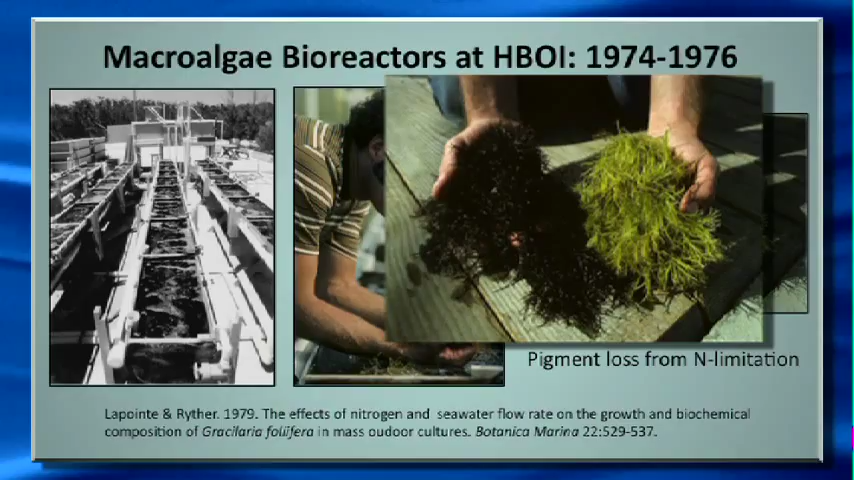 Macroalgae Bioreactors at HBOI: 1974-1976
Pigment loss from N-limitation
Lapointe & Ryther. 1979. The effects of nitrogen and seawater flow rate on the growth and biochemical
composition of Gracilaria foliifera in mass oudoor cultures. Botanica Marina 22:529-537.